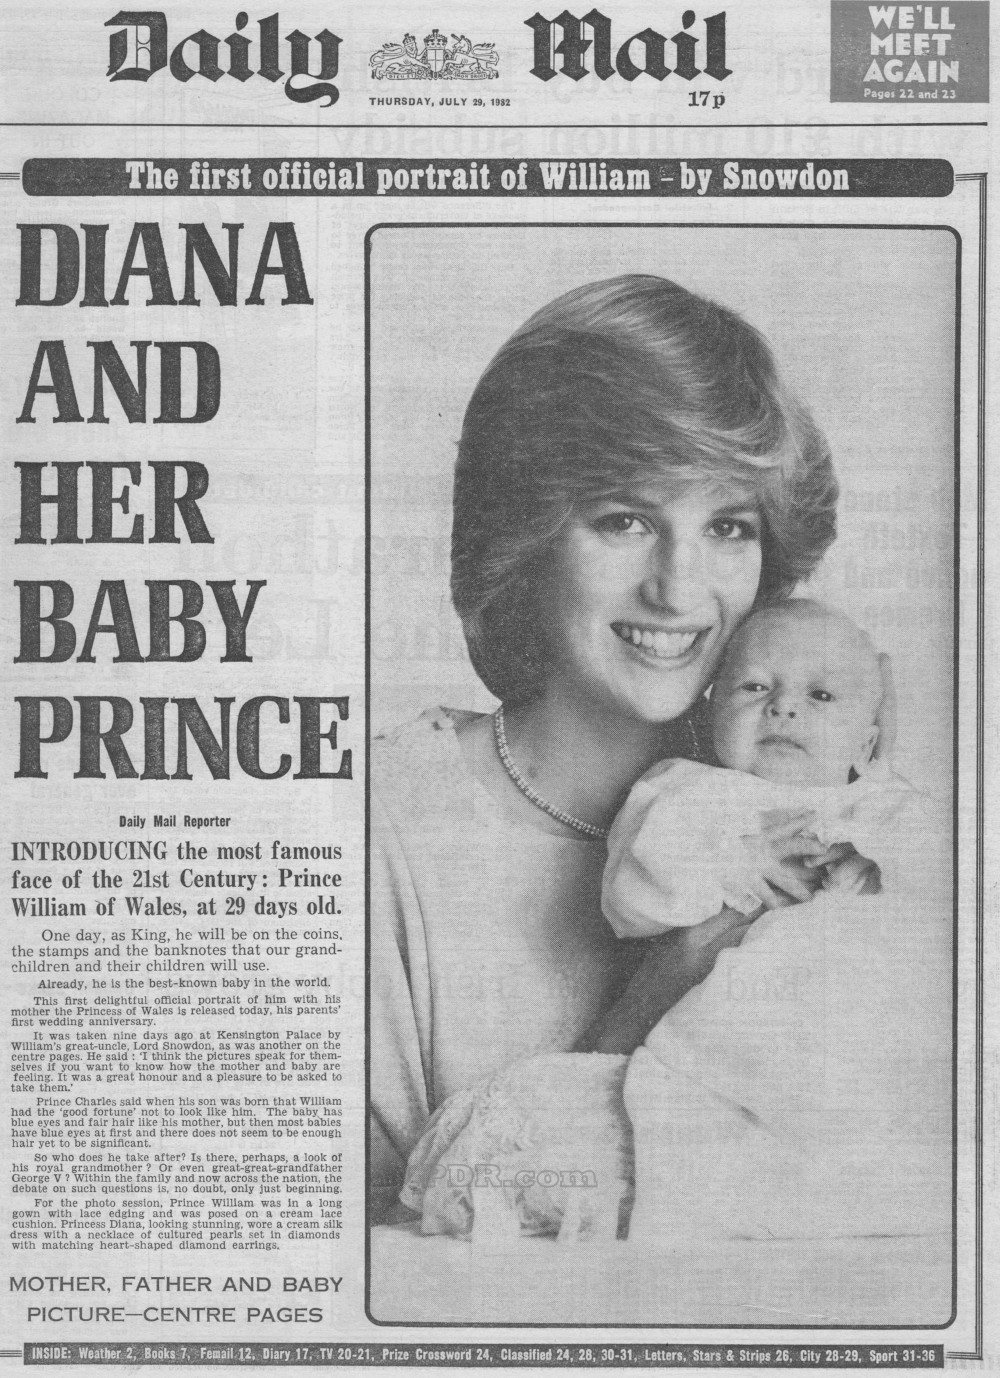 Daily Mail
THURSDAY, JULY 29, 1982
17p
WE'LL
MEET
AGAIN
Pages 22 and 23
The first official portrait of William - by Snowdon
DIANA
AND
HER
BABY
PRINCE
Daily Mail Reporter
INTRODUCING the most famous
face of the 21st Century: Prince
William of Wales, at 29 days old.
One day, as King, he will be on the coins,
the stamps and the banknotes that our grand-
children and their children will use.
Already, he is the best-known baby in the world.
This first delightful official portrait of him with his
mother the Princess of Wales is released today, his parents'
first wedding anniversary.
It was taken nine days ago at Kensington Palace by
William's great-uncle, Lord Snowdon, as was another on the
centre pages. He said : 'I think the pictures speak for them-
selves if you want to know how the mother and baby are
feeling. It was a great honour and a pleasure to be asked to
take them.'
Prince Charles said when his son was born that William
had the 'good fortune' not to look like him. The baby has
blue eyes and fair hair like his mother, but then most babies
have blue eyes at first and there does not seem to be enough
hair yet to be significant.
So who does he take after? Is there, perhaps, a look of
his royal grandmother ? Or even great-great-grandfather
George V ? Within the family and now across the nation, the
debate on such questions is, no doubt, only just beginning.
For the photo session, Prince William was in a long
gown with lace edging and was posed on a cream lace
cushion. Princess Diana, looking stunning, wore a cream silk
dress with a necklace of cultured pearls set in diamonds
with matching heart-shaped diamond earrings.
MOTHER, FATHER AND BABY
PICTURE—CENTRE PAGES
PDR.com
INSIDE: Weather 2, Books 7, Femail 12, Diary 17, TV 20-21, Prize Crossword 24, Classified 24, 28, 30-31, Letters, Stars & Strips 26, City 28-29, Sport 31-36